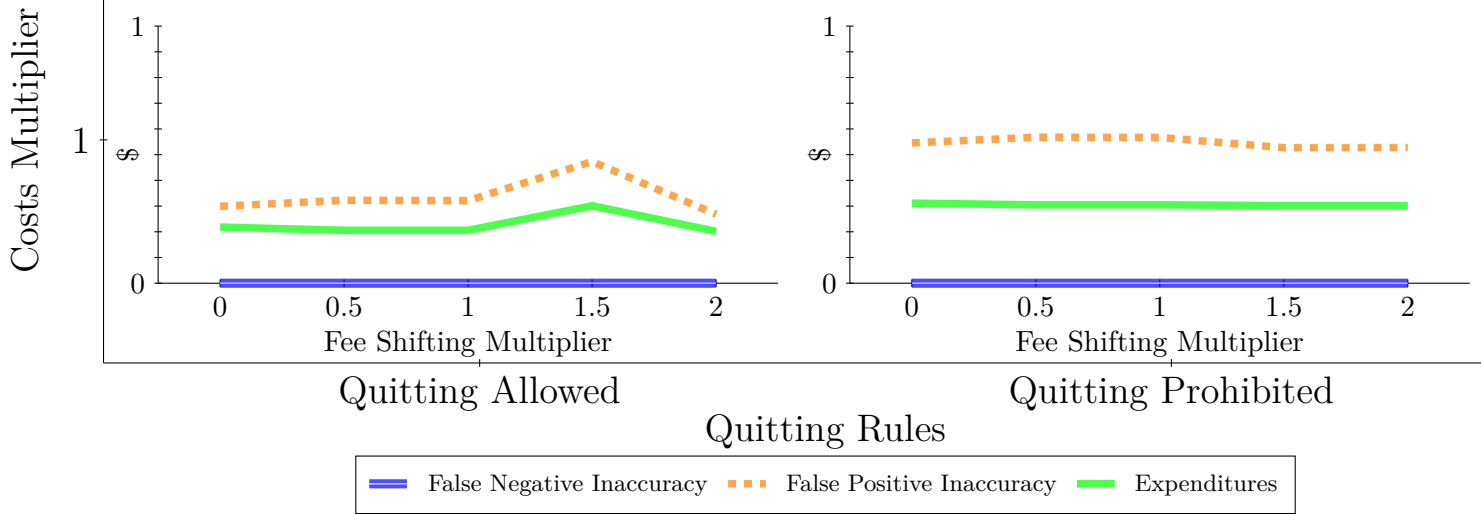 Costs Multiplier
1
1
$
0
0 0.5 1 1.5 2
Fee Shifting Multiplier
1
$
0
0 0.5 1 1.5 2
Fee Shifting Multiplier
Quitting Allowed
Quitting Prohibited
Quitting Rules
False Negative Inaccuracy False Positive Inaccuracy Expenditures